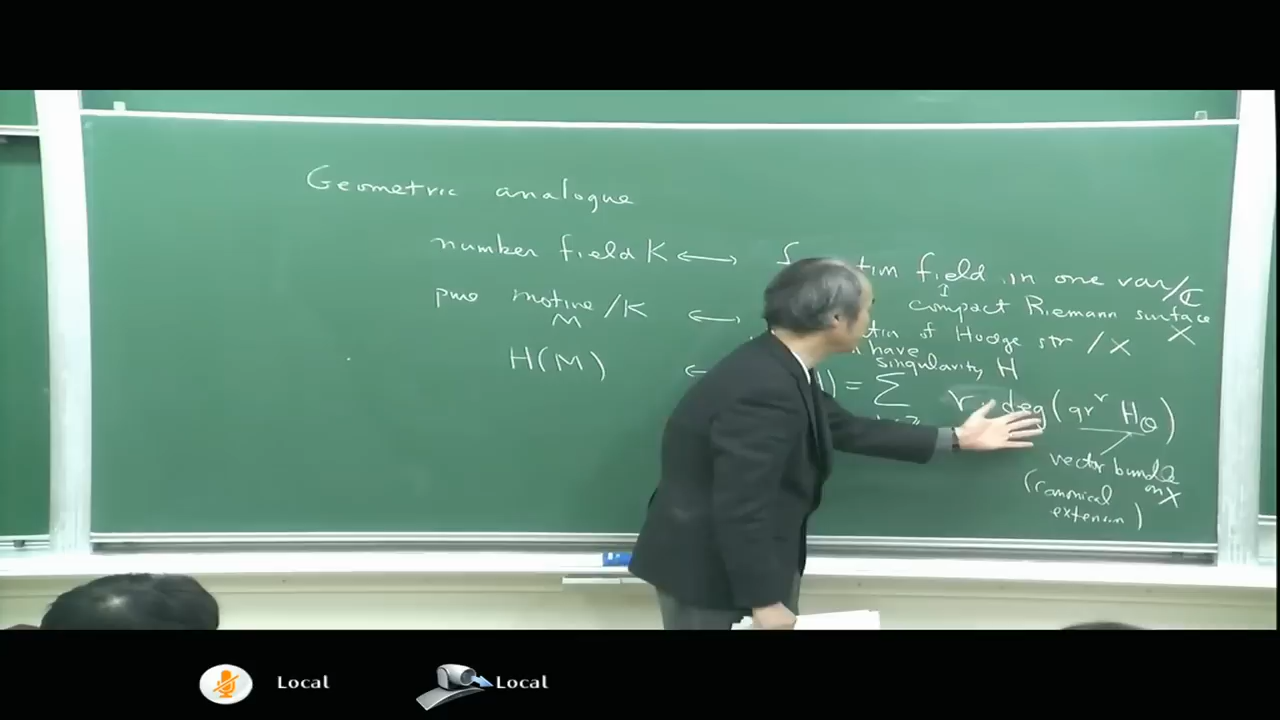 Geometric analogue
number field K ⟷ field in one var/ℂ
↕ compact Riemann surface X
pure motive /K ⟷ of Hodge str /X
M have singularity H
H(M) = ∑ r · deg(gr^r H_O)
vector bundle on X
(canonical extension)
Local
Local